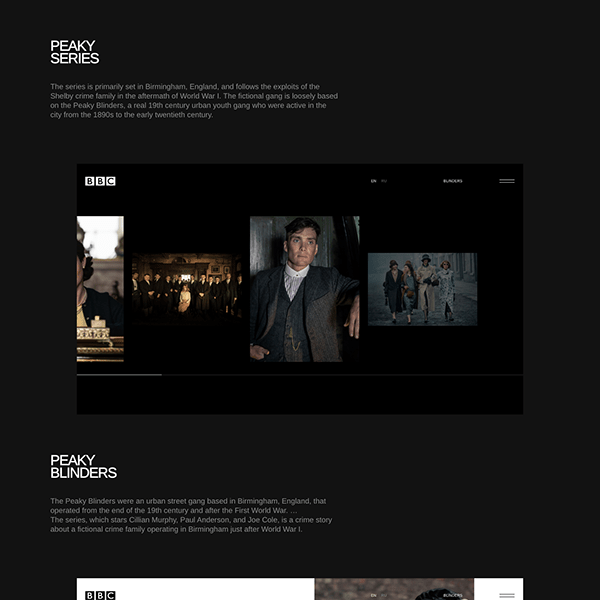 PEAKY
SERIES
The series is primarily set in Birmingham, England, and follows the exploits of the
Shelby crime family in the aftermath of World War I. The fictional gang is loosely based
on the Peaky Blinders, a real 19th century urban youth gang who were active in the
city from the 1890s to the early twentieth century.
BBC EN RU BLINDERS
PEAKY
BLINDERS
The Peaky Blinders were an urban street gang based in Birmingham, England, that
operated from the end of the 19th century and after the First World War. ...
The series, which stars Cillian Murphy, Paul Anderson, and Joe Cole, is a crime story
about a fictional crime family operating in Birmingham just after World War I.
BBC EN RU BLINDERS